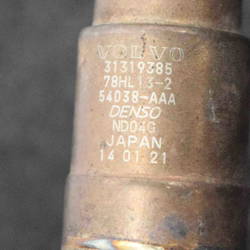 VOLVO
31319385
78HL13-2
54038-AAA
DENSO
ND04G
JAPAN
14 01 21